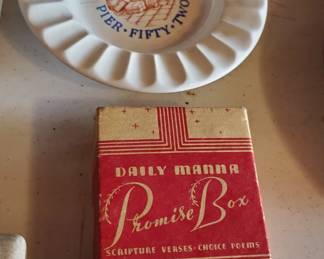 PIER · FIFTY · TWO
DAILY MANNA
Promise Box
SCRIPTURE VERSES · CHOICE POEMS